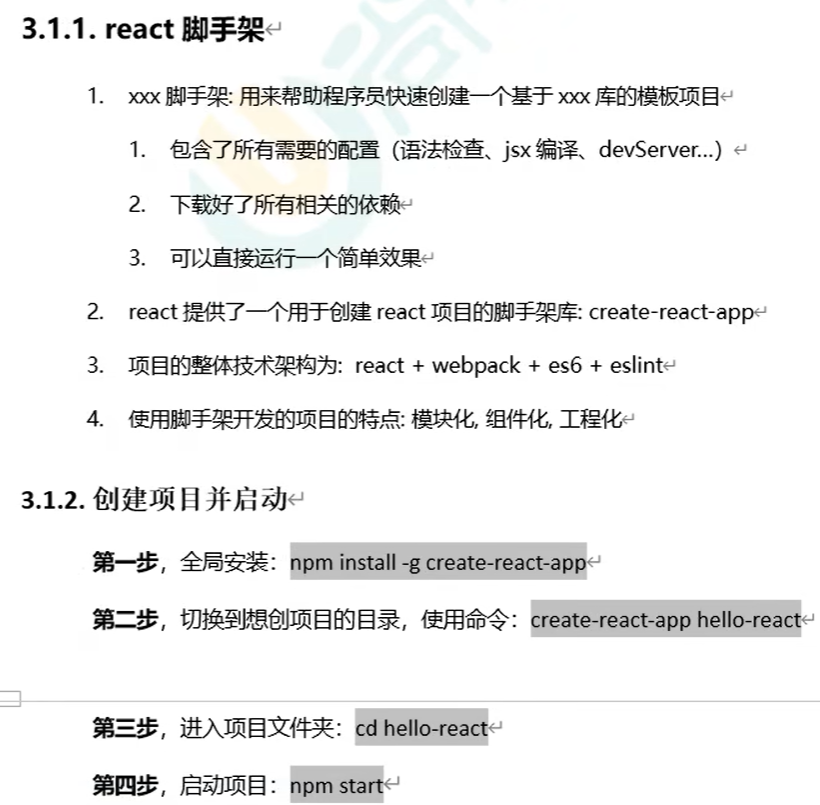 3.1.1. react 脚手架↵
1. xxx 脚手架: 用来帮助程序员快速创建一个基于 xxx 库的模板项目↵
1. 包含了所有需要的配置（语法检查、jsx 编译、devServer…）↵
2. 下载好了所有相关的依赖↵
3. 可以直接运行一个简单效果↵
2. react 提供了一个用于创建 react 项目的脚手架库: create-react-app↵
3. 项目的整体技术架构为: react + webpack + es6 + eslint↵
4. 使用脚手架开发的项目的特点: 模块化, 组件化, 工程化↵
3.1.2. 创建项目并启动↵
第一步，全局安装：npm install -g create-react-app↵
第二步，切换到想创项目的目录，使用命令：create-react-app hello-react↵
第三步，进入项目文件夹：cd hello-react↵
第四步，启动项目：npm start↵